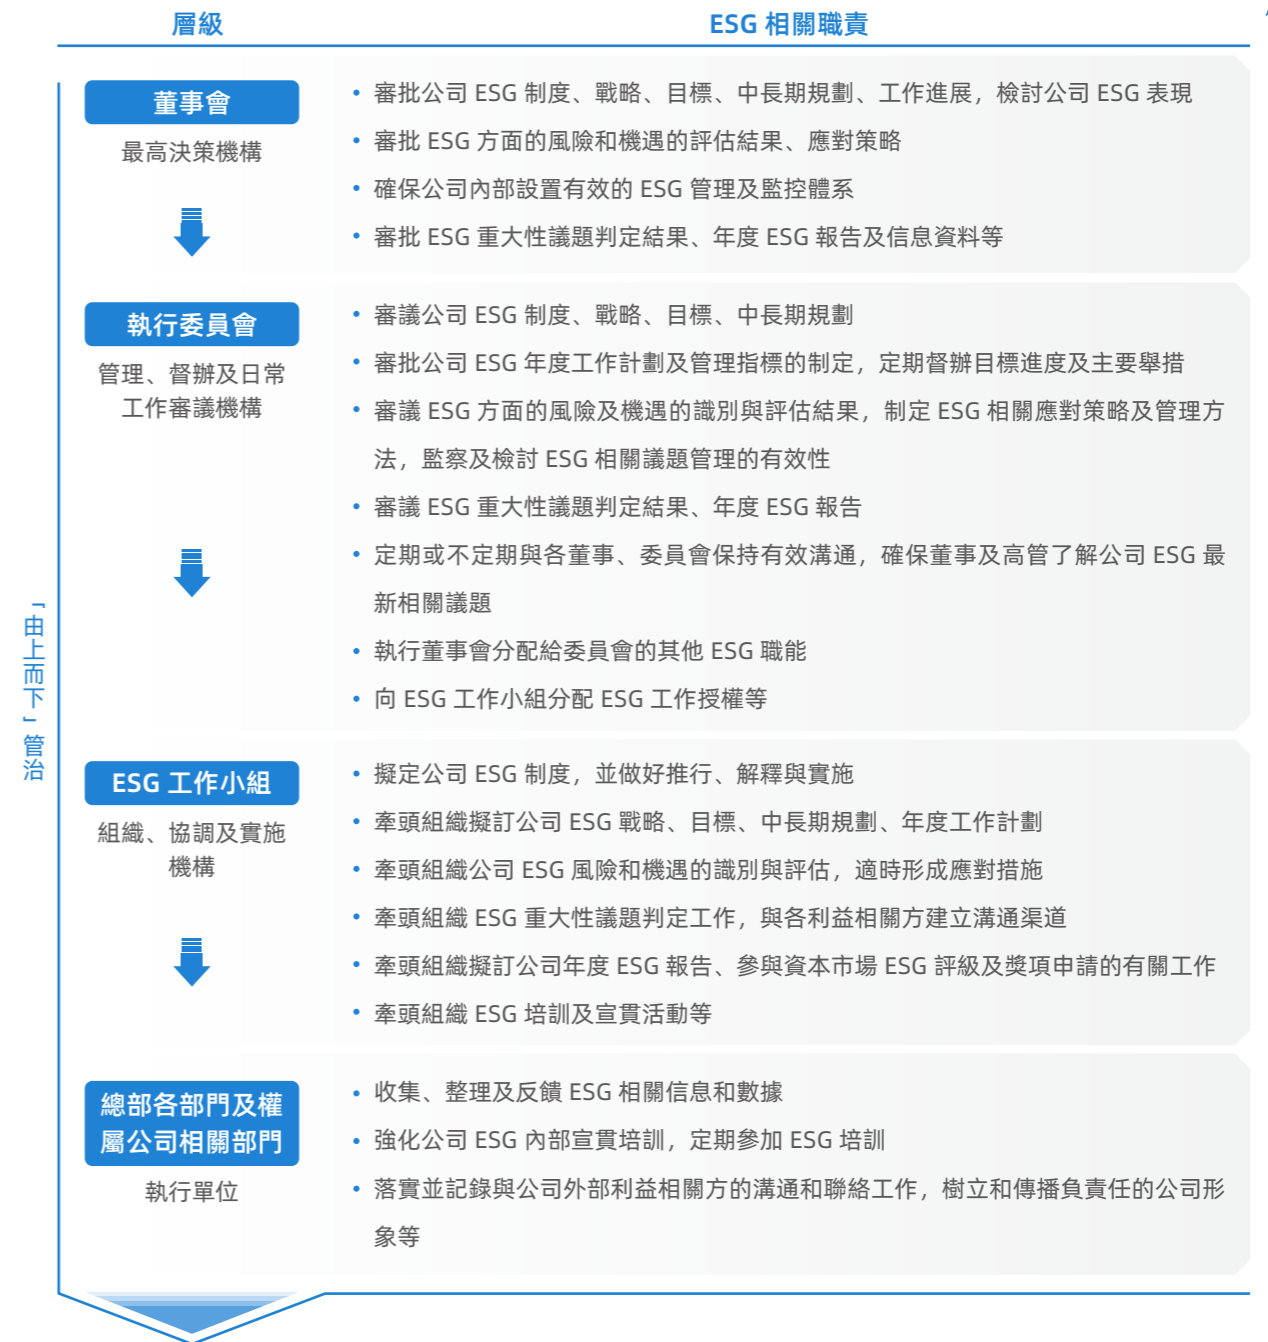 層級
ESG 相關職責
「由上而下」管治
董事會
最高決策機構
• 審批公司 ESG 制度、戰略、目標、中長期規劃、工作進展，檢討公司 ESG 表現
• 審批 ESG 方面的風險和機遇的評估結果、應對策略
• 確保公司內部設置有效的 ESG 管理及監控體系
• 審批 ESG 重大性議題判定結果、年度 ESG 報告及信息資料等
執行委員會
管理、督辦及日常
工作審議機構
• 審議公司 ESG 制度、戰略、目標、中長期規劃
• 審批公司 ESG 年度工作計劃及管理指標的制定，定期督辦目標進度及主要舉措
• 審議 ESG 方面的風險及機遇的識別與評估結果，制定 ESG 相關應對策略及管理方
法，監察及檢討 ESG 相關議題管理的有效性
• 審議 ESG 重大性議題判定結果、年度 ESG 報告
• 定期或不定期與各董事、委員會保持有效溝通，確保董事及高管了解公司 ESG 最
新相關議題
• 執行董事會分配給委員會的其他 ESG 職能
• 向 ESG 工作小組分配 ESG 工作授權等
ESG 工作小組
組織、協調及實施
機構
• 擬定公司 ESG 制度，並做好推行、解釋與實施
• 牽頭組織擬訂公司 ESG 戰略、目標、中長期規劃、年度工作計劃
• 牽頭組織公司 ESG 風險和機遇的識別與評估，適時形成應對措施
• 牽頭組織 ESG 重大性議題判定工作，與各利益相關方建立溝通渠道
• 牽頭組織擬訂公司年度 ESG 報告、參與資本市場 ESG 評級及獎項申請的有關工作
• 牽頭組織 ESG 培訓及宣貫活動等
總部各部門及權
屬公司相關部門
執行單位
• 收集、整理及反饋 ESG 相關信息和數據
• 強化公司 ESG 內部宣貫培訓，定期參加 ESG 培訓
• 落實並記錄與公司外部利益相關方的溝通和聯絡工作，樹立和傳播負責任的公司形
象等